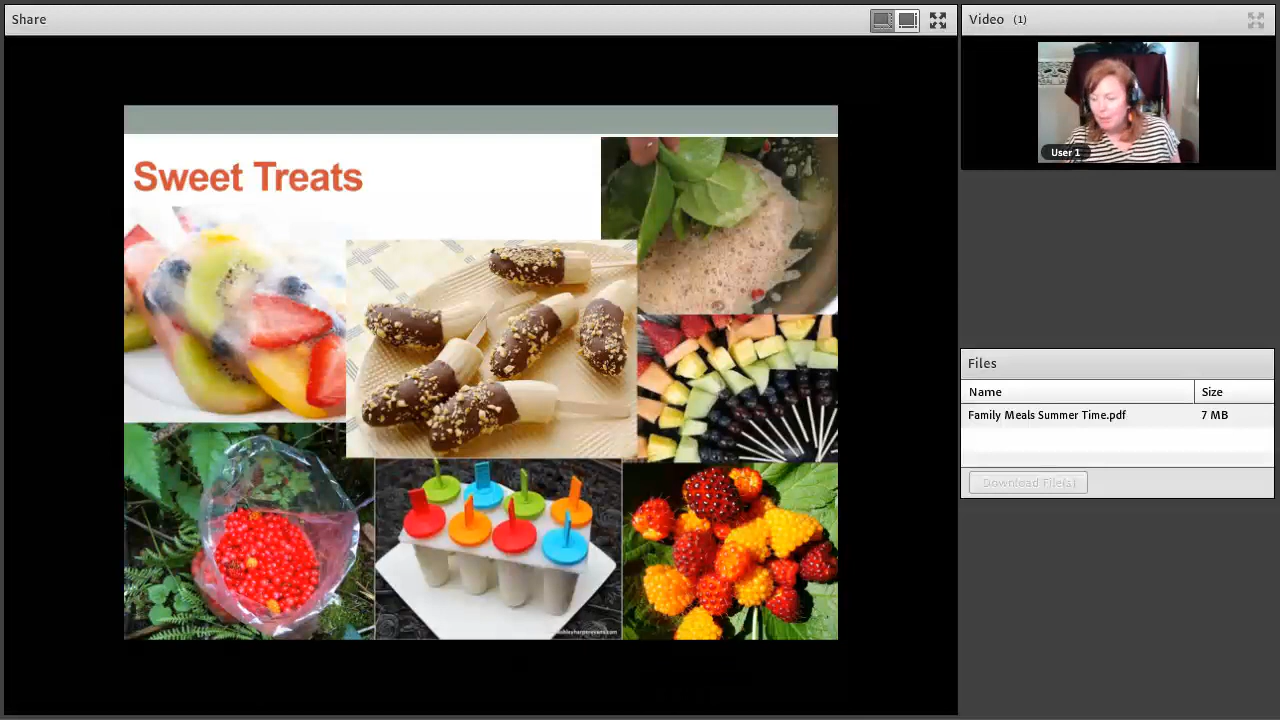 Share
Video (1)
Sweet Treats
User 1
Files
Name Size
Family Meals Summer Time.pdf 7 MB
Download File(s)